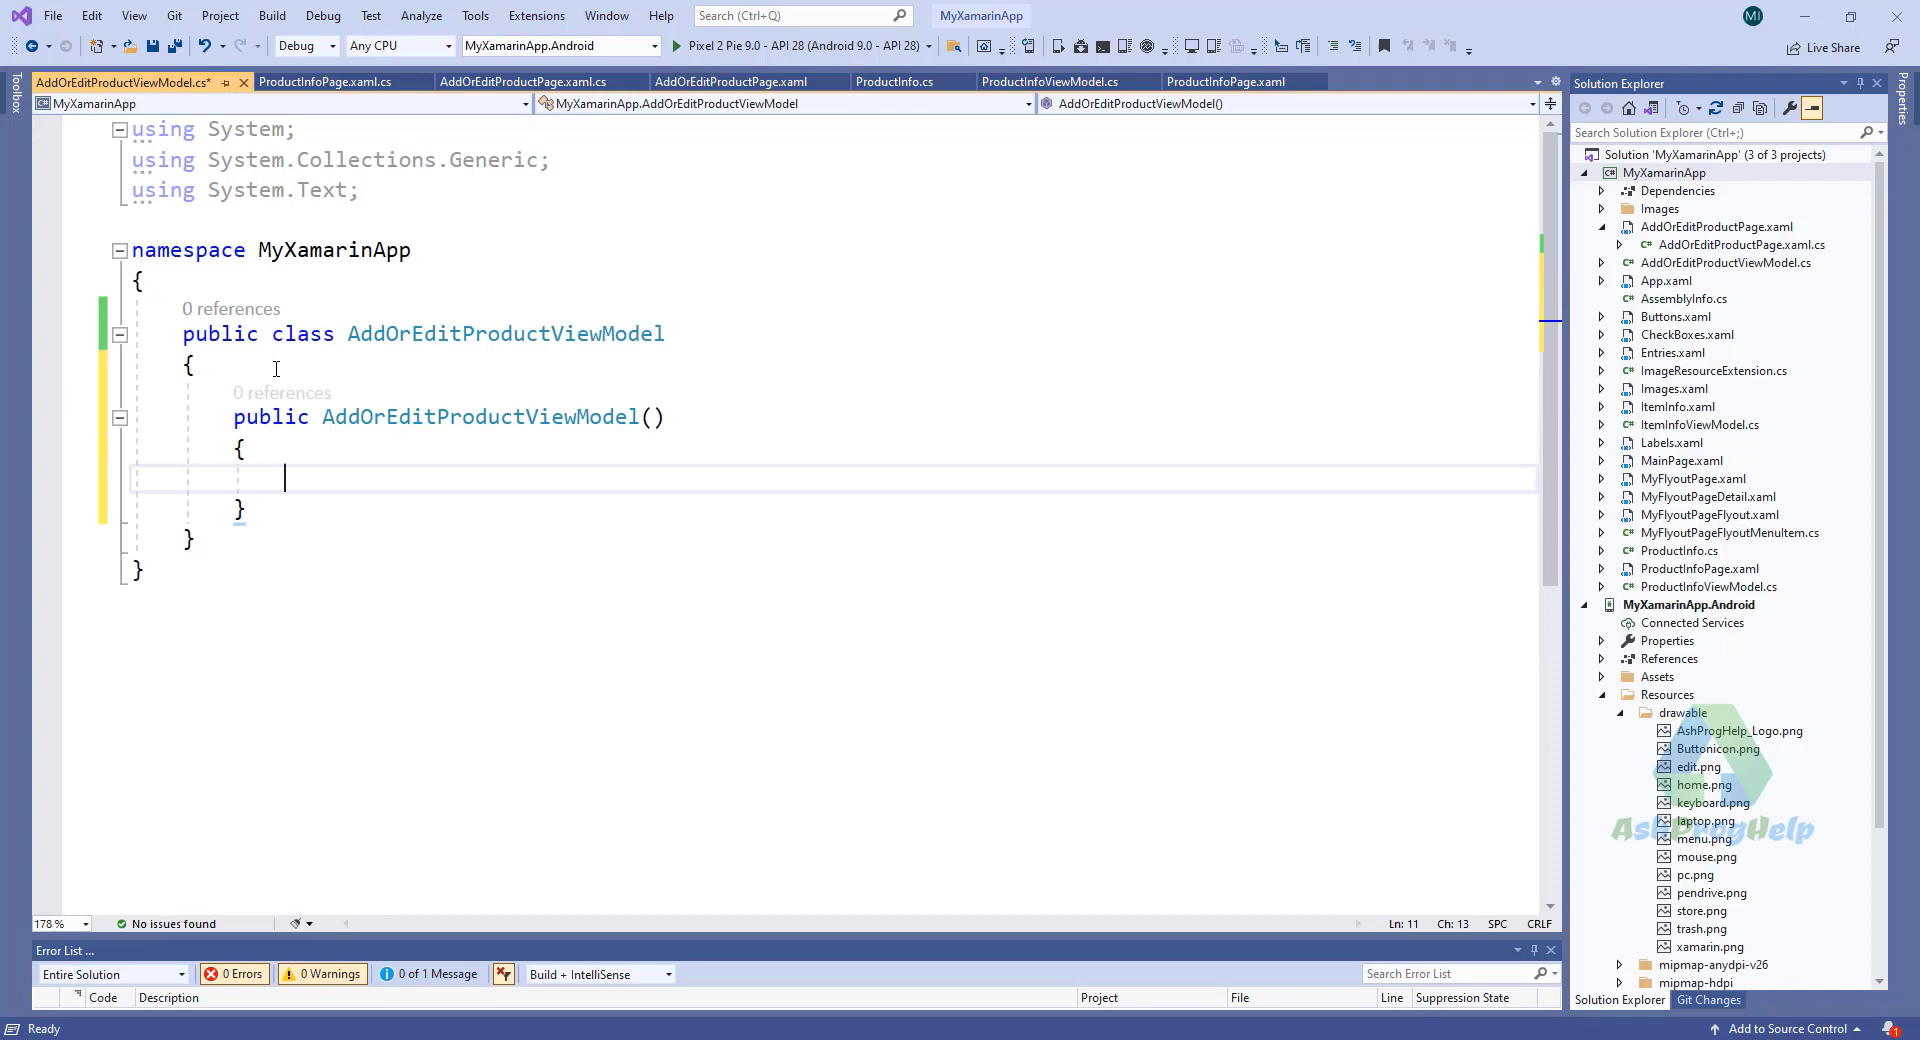 File Edit View Git Project Build Debug Test Analyze Tools Extensions Window Help Search (Ctrl+Q) MyXamarinApp MI
Debug Any CPU MyXamarinApp.Android Pixel 2 Pie 9.0 - API 28 (Android 9.0 - API 28) Live Share
Toolbox
AddOrEditProductViewModel.cs* ProductInfoPage.xaml.cs AddOrEditProductPage.xaml.cs AddOrEditProductPage.xaml ProductInfo.cs ProductInfoViewModel.cs ProductInfoPage.xaml
MyXamarinApp MyXamarinApp.AddOrEditProductViewModel AddOrEditProductViewModel()
using System;
using System.Collections.Generic;
using System.Text;
namespace MyXamarinApp
{
0 references
public class AddOrEditProductViewModel
{
0 references
public AddOrEditProductViewModel()
{
}
}
}
178 % No issues found Ln: 11 Ch: 13 SPC CRLF
Error List ...
Entire Solution 0 Errors 0 Warnings 0 of 1 Message Build + IntelliSense Search Error List
Code Description Project File Line Suppression State
Solution Explorer
Search Solution Explorer (Ctrl+;)
Solution 'MyXamarinApp' (3 of 3 projects)
MyXamarinApp
Dependencies
Images
AddOrEditProductPage.xaml
AddOrEditProductPage.xaml.cs
AddOrEditProductViewModel.cs
App.xaml
AssemblyInfo.cs
Buttons.xaml
CheckBoxes.xaml
Entries.xaml
ImageResourceExtension.cs
Images.xaml
ItemInfo.xaml
ItemInfoViewModel.cs
Labels.xaml
MainPage.xaml
MyFlyoutPage.xaml
MyFlyoutPageDetail.xaml
MyFlyoutPageFlyout.xaml
MyFlyoutPageFlyoutMenuItem.cs
ProductInfo.cs
ProductInfoPage.xaml
ProductInfoViewModel.cs
MyXamarinApp.Android
Connected Services
Properties
References
Assets
Resources
drawable
AshProgHelp_Logo.png
Buttonicon.png
edit.png
home.png
keyboard.png
laptop.png
AshProgHelp
menu.png
mouse.png
pc.png
pendrive.png
store.png
trash.png
xamarin.png
mipmap-anydpi-v26
mipmap-hdpi
Solution Explorer Git Changes
Properties
Ready Add to Source Control 1